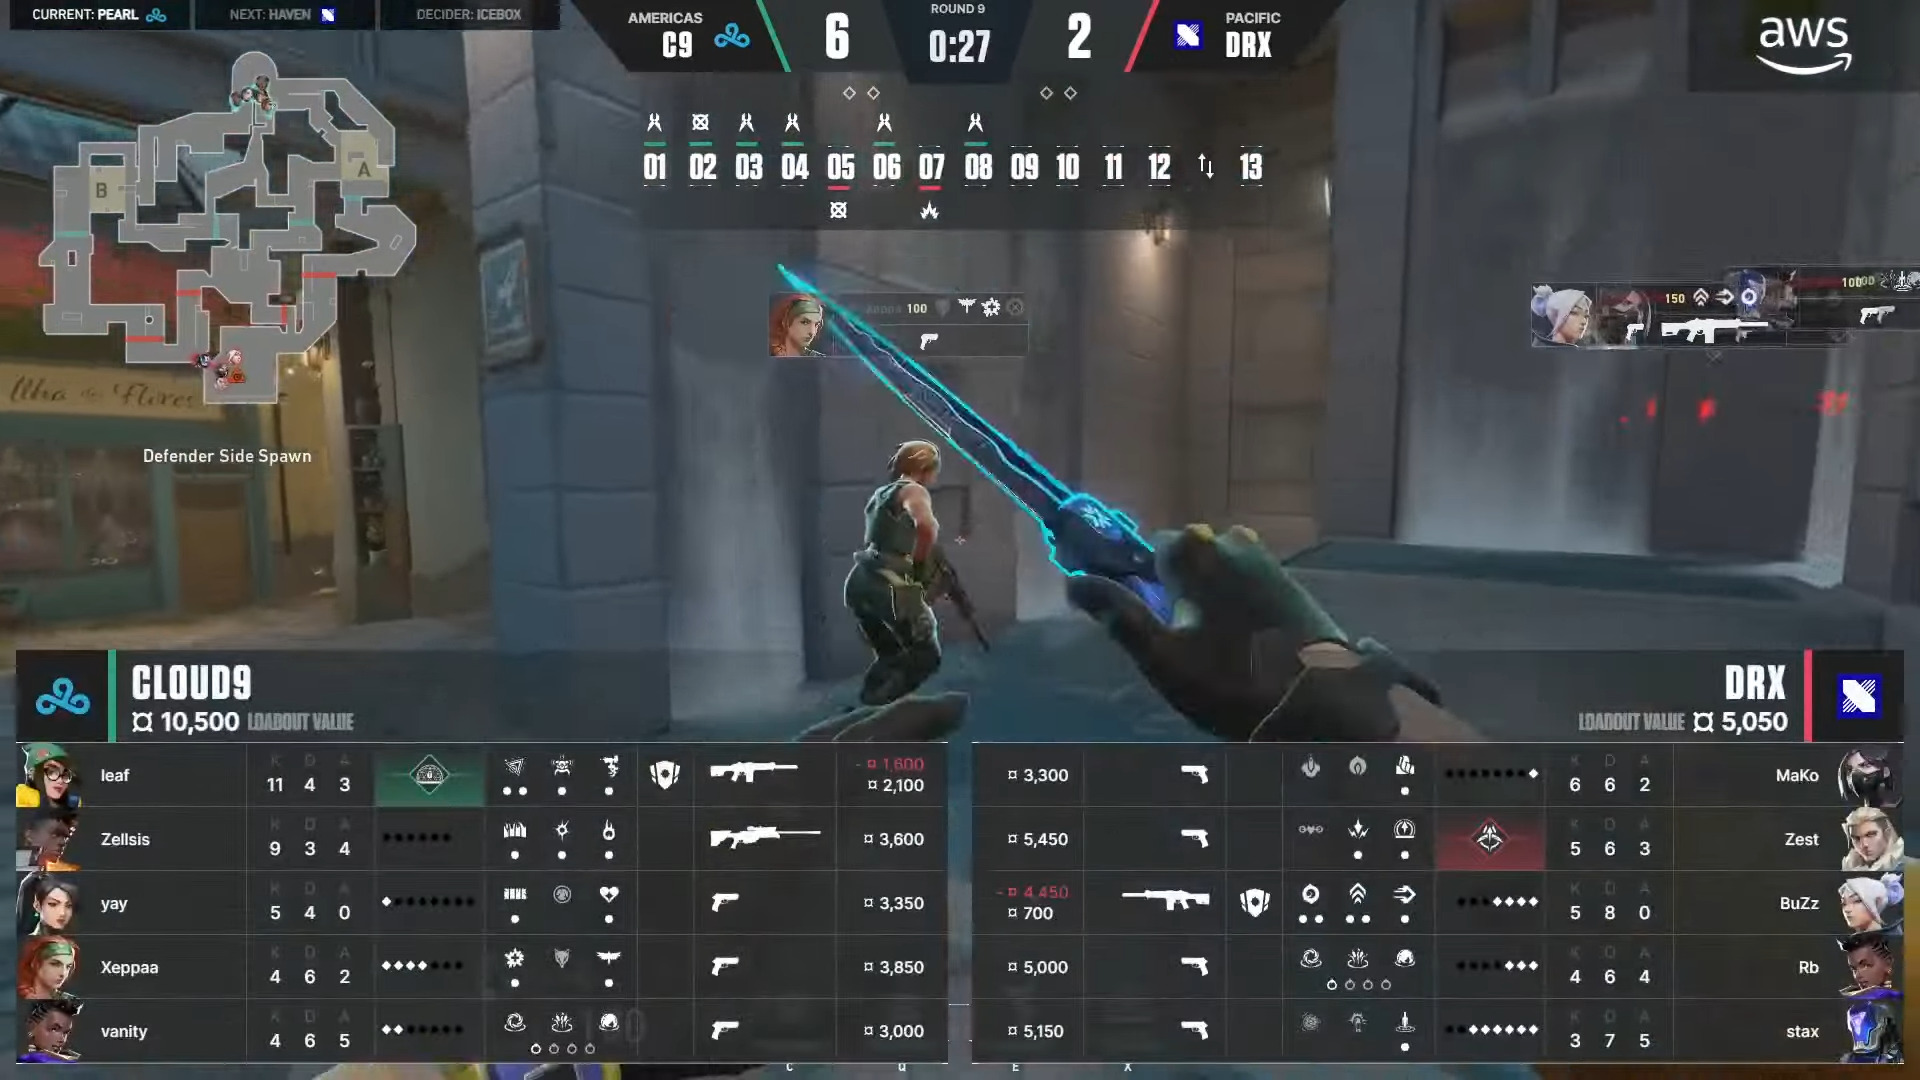 CURRENT: PEARL
NEXT: HAVEN
DECIDER: ICEBOX
AMERICAS
C9
6
ROUND 9
0:27
2
PACIFIC
DRX
aws
01 02 03 04 05 06 07 08 09 10 11 12 13
B
A
Defender Side Spawn
100
150
CLOUD9
10,500 LOADOUT VALUE
DRX
LOADOUT VALUE 5,050
K D A
leaf 11 4 3 - 1,600
2,100
K D A
Zellsis 9 3 4 3,600
K D A
yay 5 4 0 3,350
K D A
Xeppaa 4 6 2 3,850
K D A
vanity 4 6 5 3,000
K D A
3,300 6 6 2 MaKo
K D A
5,450 5 6 3 Zest
- 4,450 K D A
700 5 8 0 BuZz
K D A
5,000 4 6 4 Rb
K D A
5,150 3 7 5 stax
C Q E X